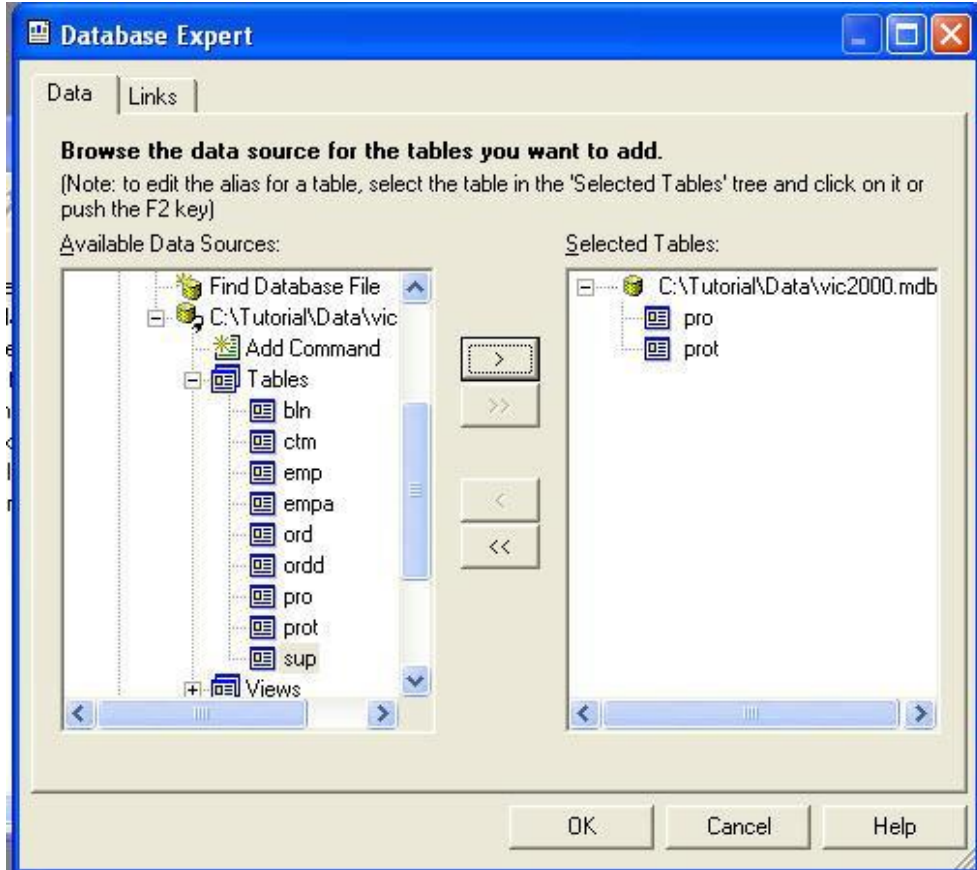 Database Expert
Data
Links
Browse the data source for the tables you want to add.
(Note: to edit the alias for a table, select the table in the 'Selected Tables' tree and click on it or
push the F2 key)
Available Data Sources:
Find Database File
C:\Tutorial\Data\vic
Add Command
Tables
bln
ctm
emp
empa
ord
ordd
pro
prot
sup
Views
>
>>
<
<<
Selected Tables:
C:\Tutorial\Data\vic2000.mdb
pro
prot
OK
Cancel
Help